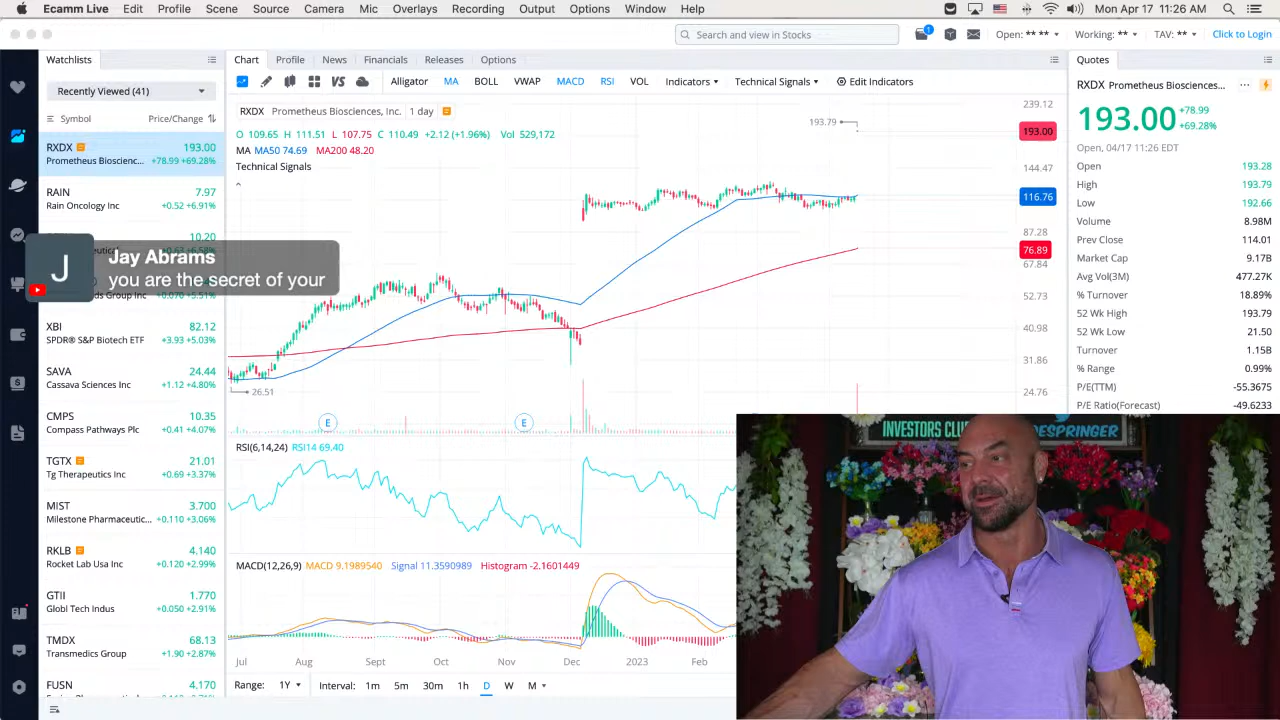 Ecamm Live Edit Profile Scene Source Camera Mic Overlays Recording Output Options Window Help Mon Apr 17 11:26 AM
Search and view in Stocks 1 Open: ** ** Working: ** TAV: ** Click to Login
Watchlists
Recently Viewed (41)
Symbol Price/Change
RXDX 193.00
Prometheus Bioscienc... +78.99 +69.28%
RAIN 7.97
Rain Oncology Inc +0.52 +6.91%
10.20
+0.63 +6.58%
+0.070 +5.51%
XBI 82.12
SPDR® S&P Biotech ETF +3.93 +5.03%
SAVA 24.44
Cassava Sciences Inc +1.12 +4.80%
CMPS 10.35
Compass Pathways Plc +0.41 +4.07%
TGTX 21.01
Tg Therapeutics Inc +0.69 +3.37%
MIST 3.700
Milestone Pharmaceutic... +0.110 +3.06%
RKLB 4.140
Rocket Lab Usa Inc +0.120 +2.99%
GTII 1.770
Globl Tech Indus +0.050 +2.91%
TMDX 68.13
Transmedics Group +1.90 +2.87%
FUSN 4.170
J
Jay Abrams
you are the secret of your
Chart Profile News Financials Releases Options
Alligator MA BOLL VWAP MACD RSI VOL Indicators Technical Signals Edit Indicators
VS
RXDX Prometheus Biosciences, Inc. 1 day
O 109.65 H 111.51 L 107.75 C 110.49 +2.12 (+1.96%) Vol 529,172
MA MA50 74.69 MA200 48.20
Technical Signals
193.79
26.51
E E
239.12
193.00
144.47
116.76
87.28
76.89
67.84
52.73
40.98
31.86
24.76
RSI(6,14,24) RSI14 69.40
MACD(12,26,9) MACD 9.1989540 Signal 11.3590989 Histogram -2.1601449
Jul Aug Sept Oct Nov Dec 2023 Feb
Range: 1Y Interval: 1m 5m 30m 1h D W M
Quotes
RXDX Prometheus Biosciences...
193.00 +78.99
+69.28%
Open, 04/17 11:26 EDT
Open 193.28
High 193.79
Low 192.66
Volume 8.98M
Prev Close 114.01
Market Cap 9.17B
Avg Vol(3M) 477.27K
% Turnover 18.89%
52 Wk High 193.79
52 Wk Low 21.50
Turnover 1.15B
% Range 0.99%
P/E(TTM) -55.3675
P/E Ratio(Forecast) -49.6233
INVESTORS CLU
ESPRINGER